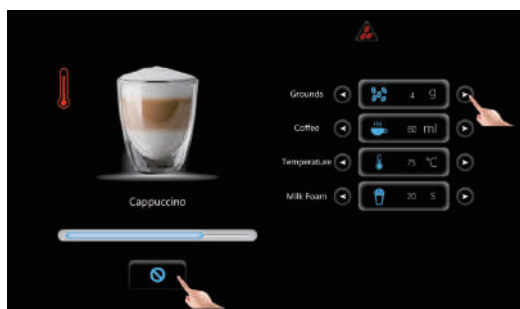 Grounds 4 g
Coffee 80 ml
Temperature 75 °C
Milk Foam 20 S
Cappuccino